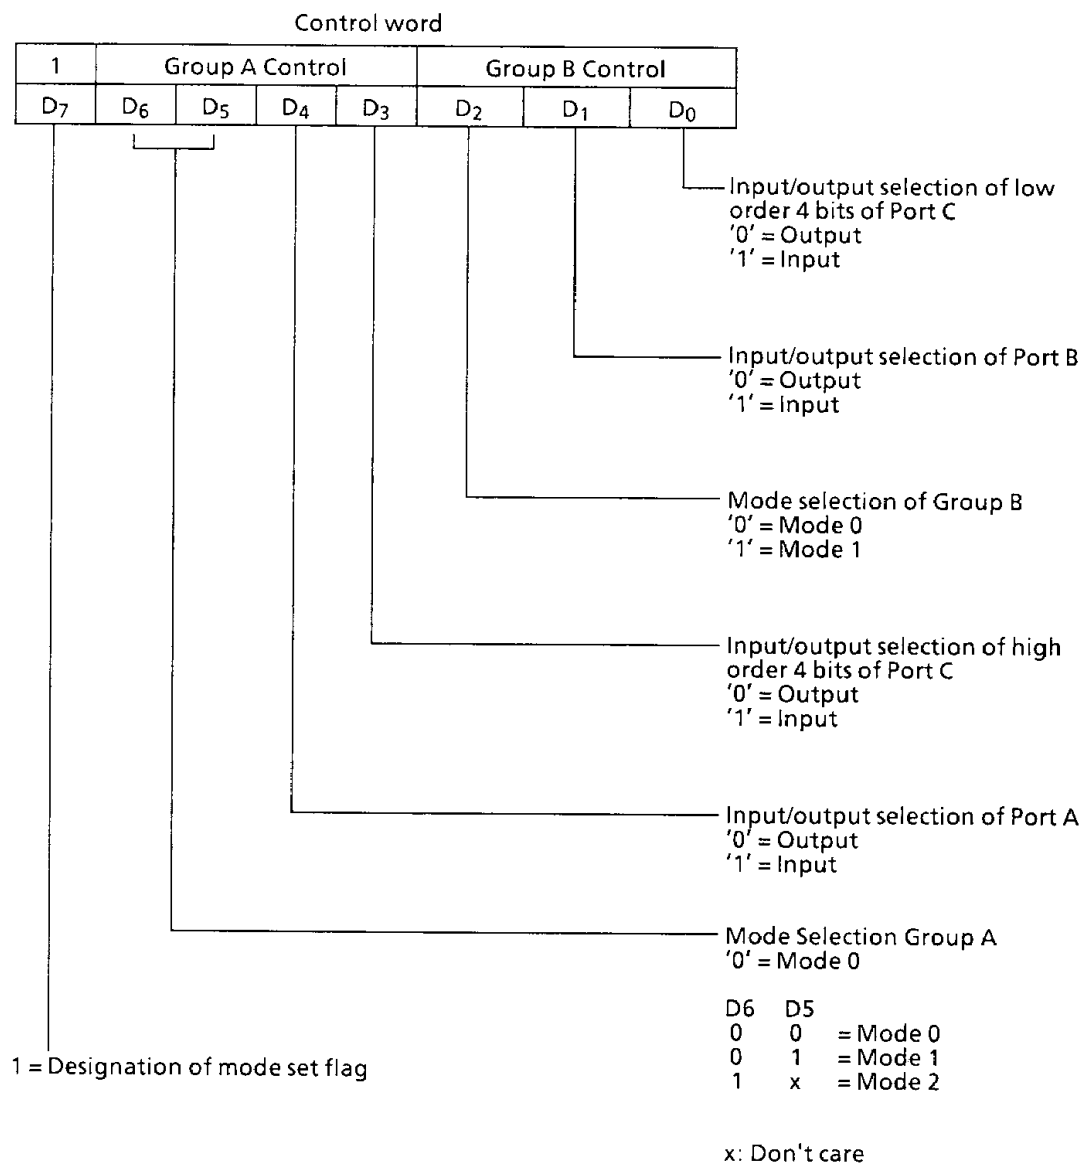 Control word
1 Group A Control Group B Control
D7 D6 D5 D4 D3 D2 D1 D0
Input/output selection of low
order 4 bits of Port C
'0' = Output
'1' = Input
Input/output selection of Port B
'0' = Output
'1' = Input
Mode selection of Group B
'0' = Mode 0
'1' = Mode 1
Input/output selection of high
order 4 bits of Port C
'0' = Output
'1' = Input
Input/output selection of Port A
'0' = Output
'1' = Input
Mode Selection Group A
'0' = Mode 0
D6 D5
0 0 = Mode 0
0 1 = Mode 1
1 x = Mode 2
1 = Designation of mode set flag
x: Don't care